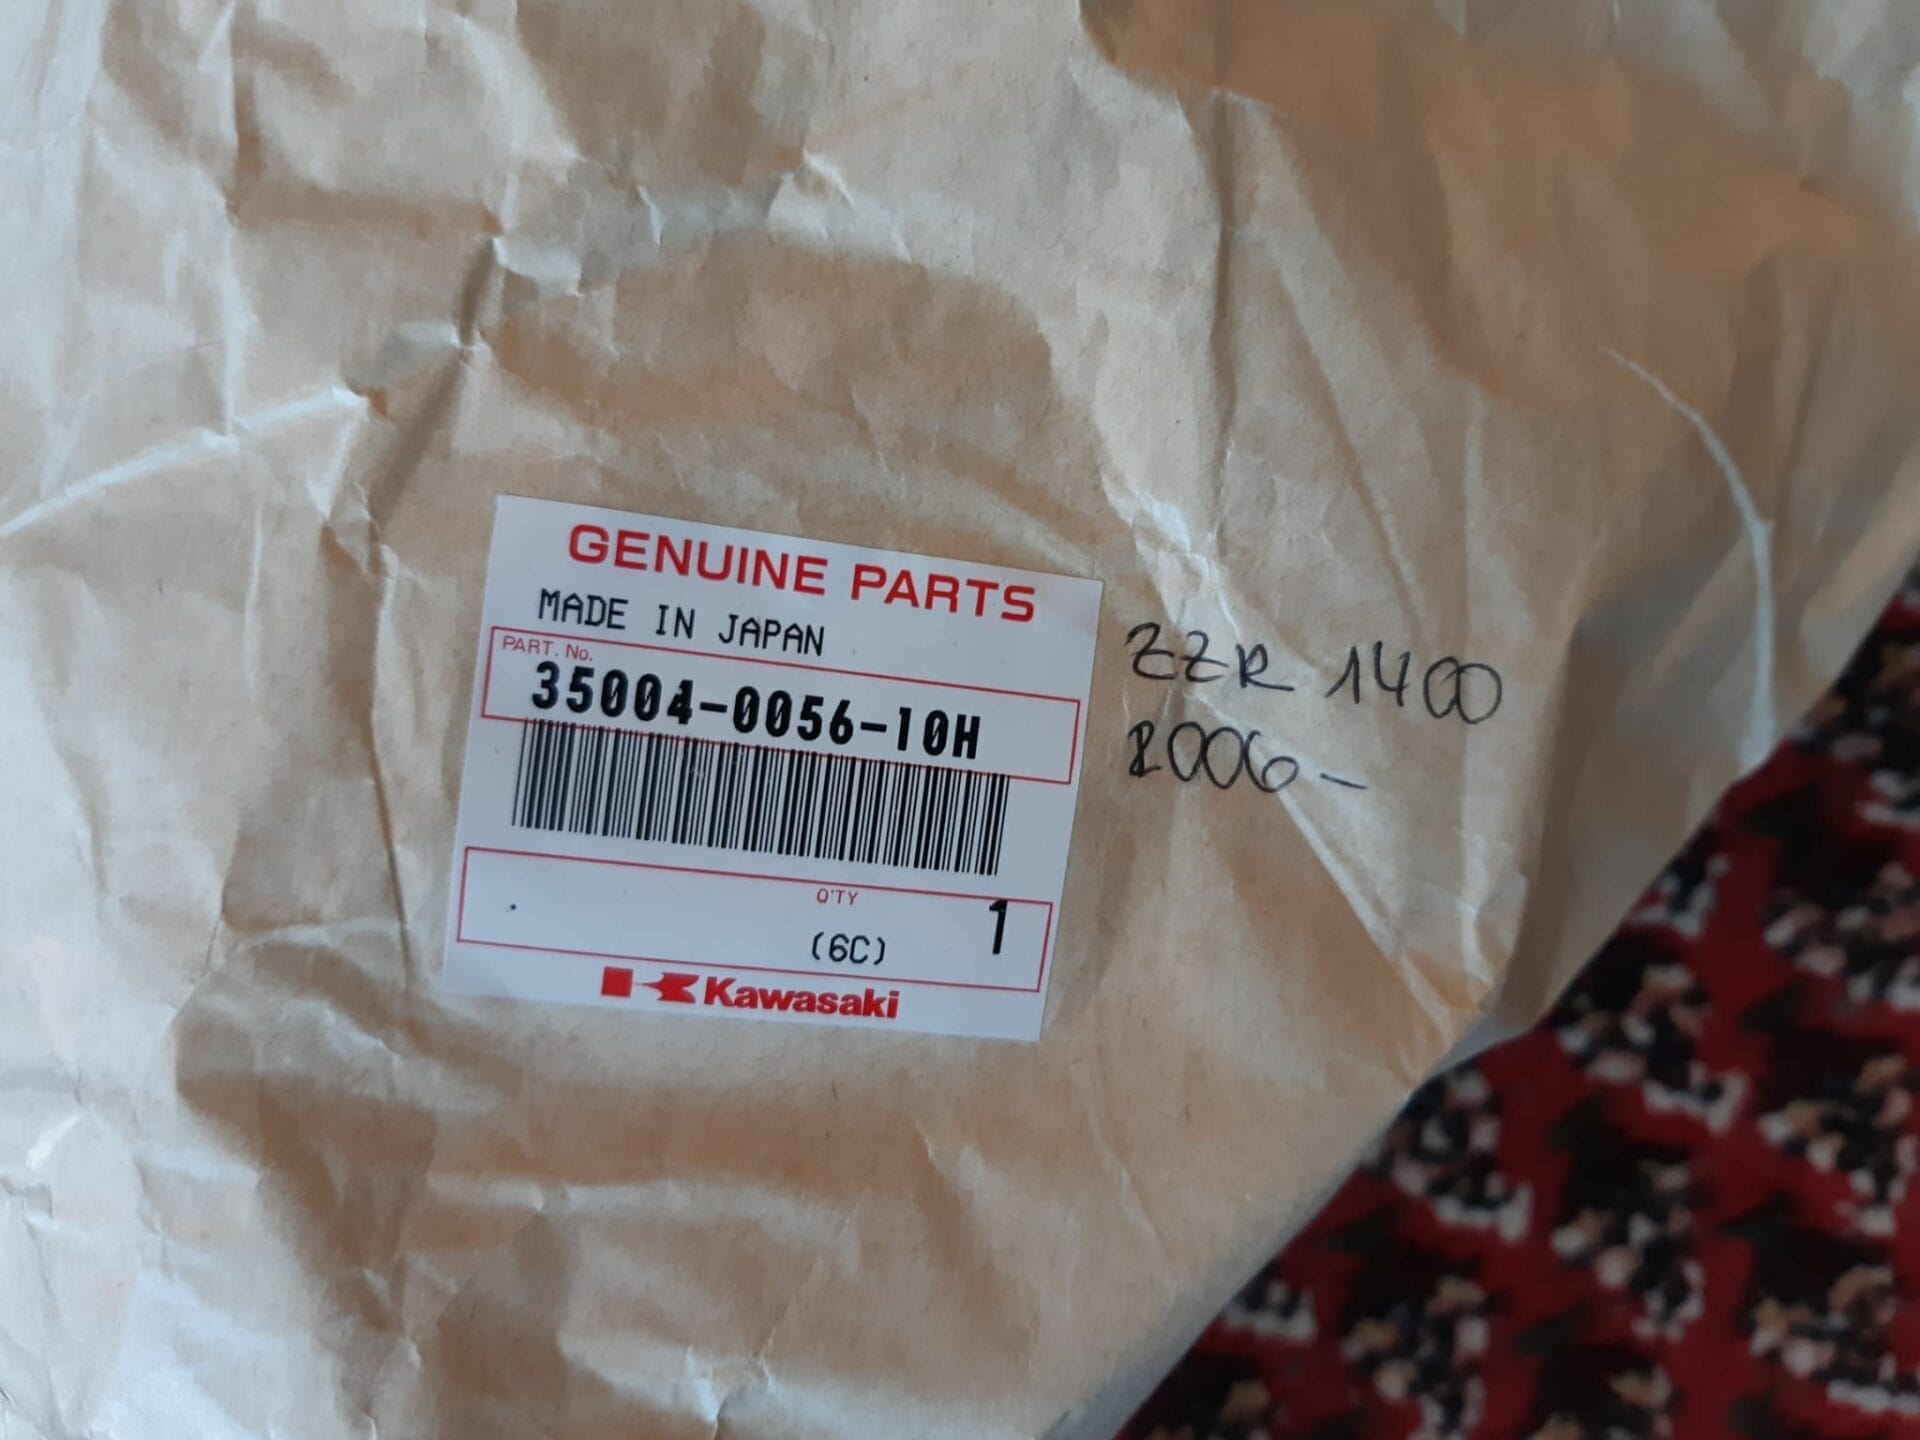 GENUINE PARTS
MADE IN JAPAN
PART. No.
35004-0056-10H
Q'TY
(6C) 1
Kawasaki
ZZR 1400
2006-